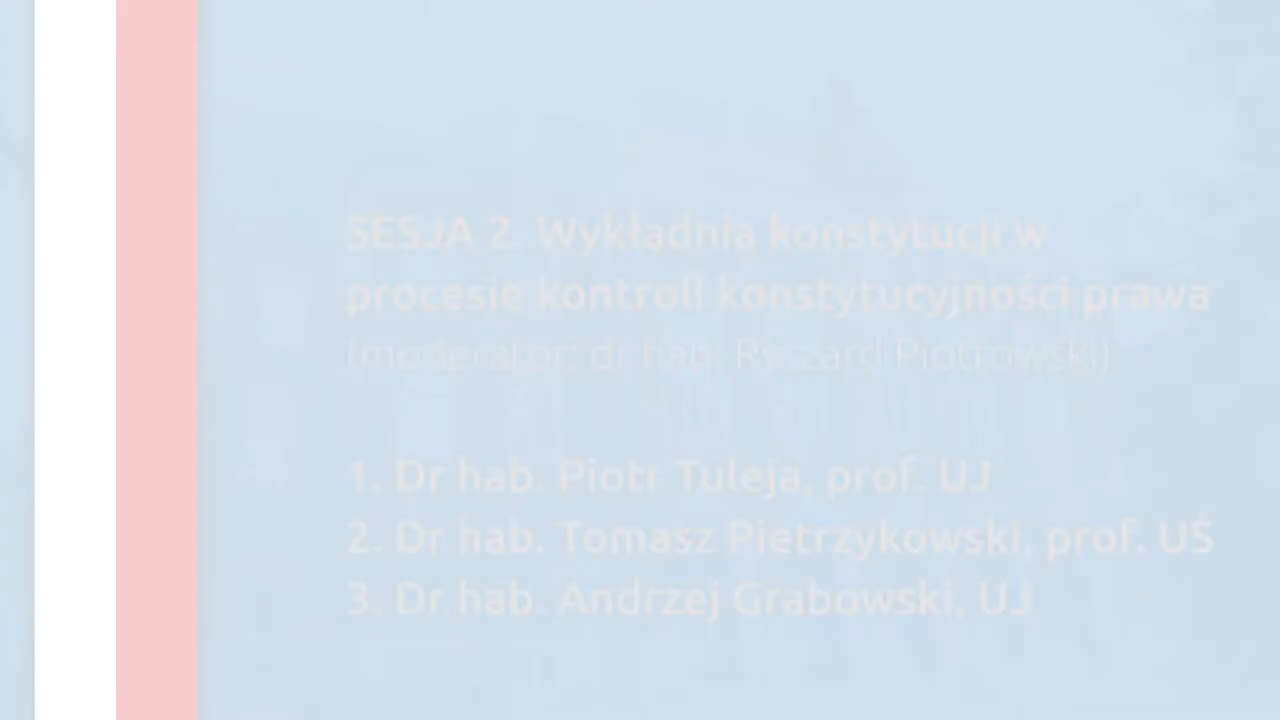 SESJA 2. Wykładnia konstytucji w
procesie kontroli konstytucyjności prawa
(moderator: dr hab. Ryszard Piotrowski)
1. Dr hab. Piotr Tuleja, prof. UJ
2. Dr hab. Tomasz Pietrzykowski, prof. UŚ
3. Dr hab. Andrzej Grabowski, UJ